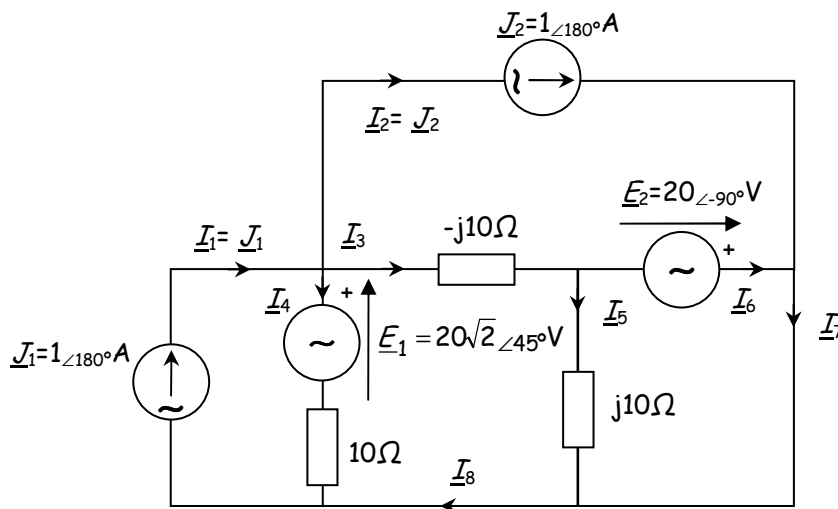 J2=1∠180°A
I2= J2
E2=20∠-90°V
-j10Ω
I1= J1
I3
+
+
I4
I5
I6
I7
J1=1∠180°A
E1 = 20√2∠45°V
j10Ω
10Ω
I8